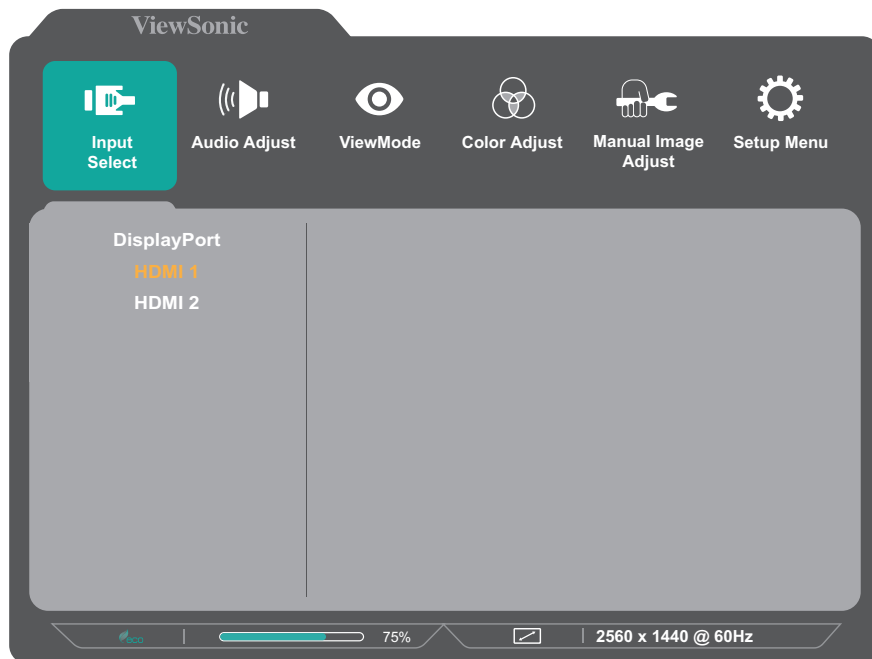 ViewSonic
Input
Select
Audio Adjust
ViewMode
Color Adjust
Manual Image
Adjust
Setup Menu
DisplayPort
HDMI 1
HDMI 2
eco
75%
2560 x 1440 @ 60Hz